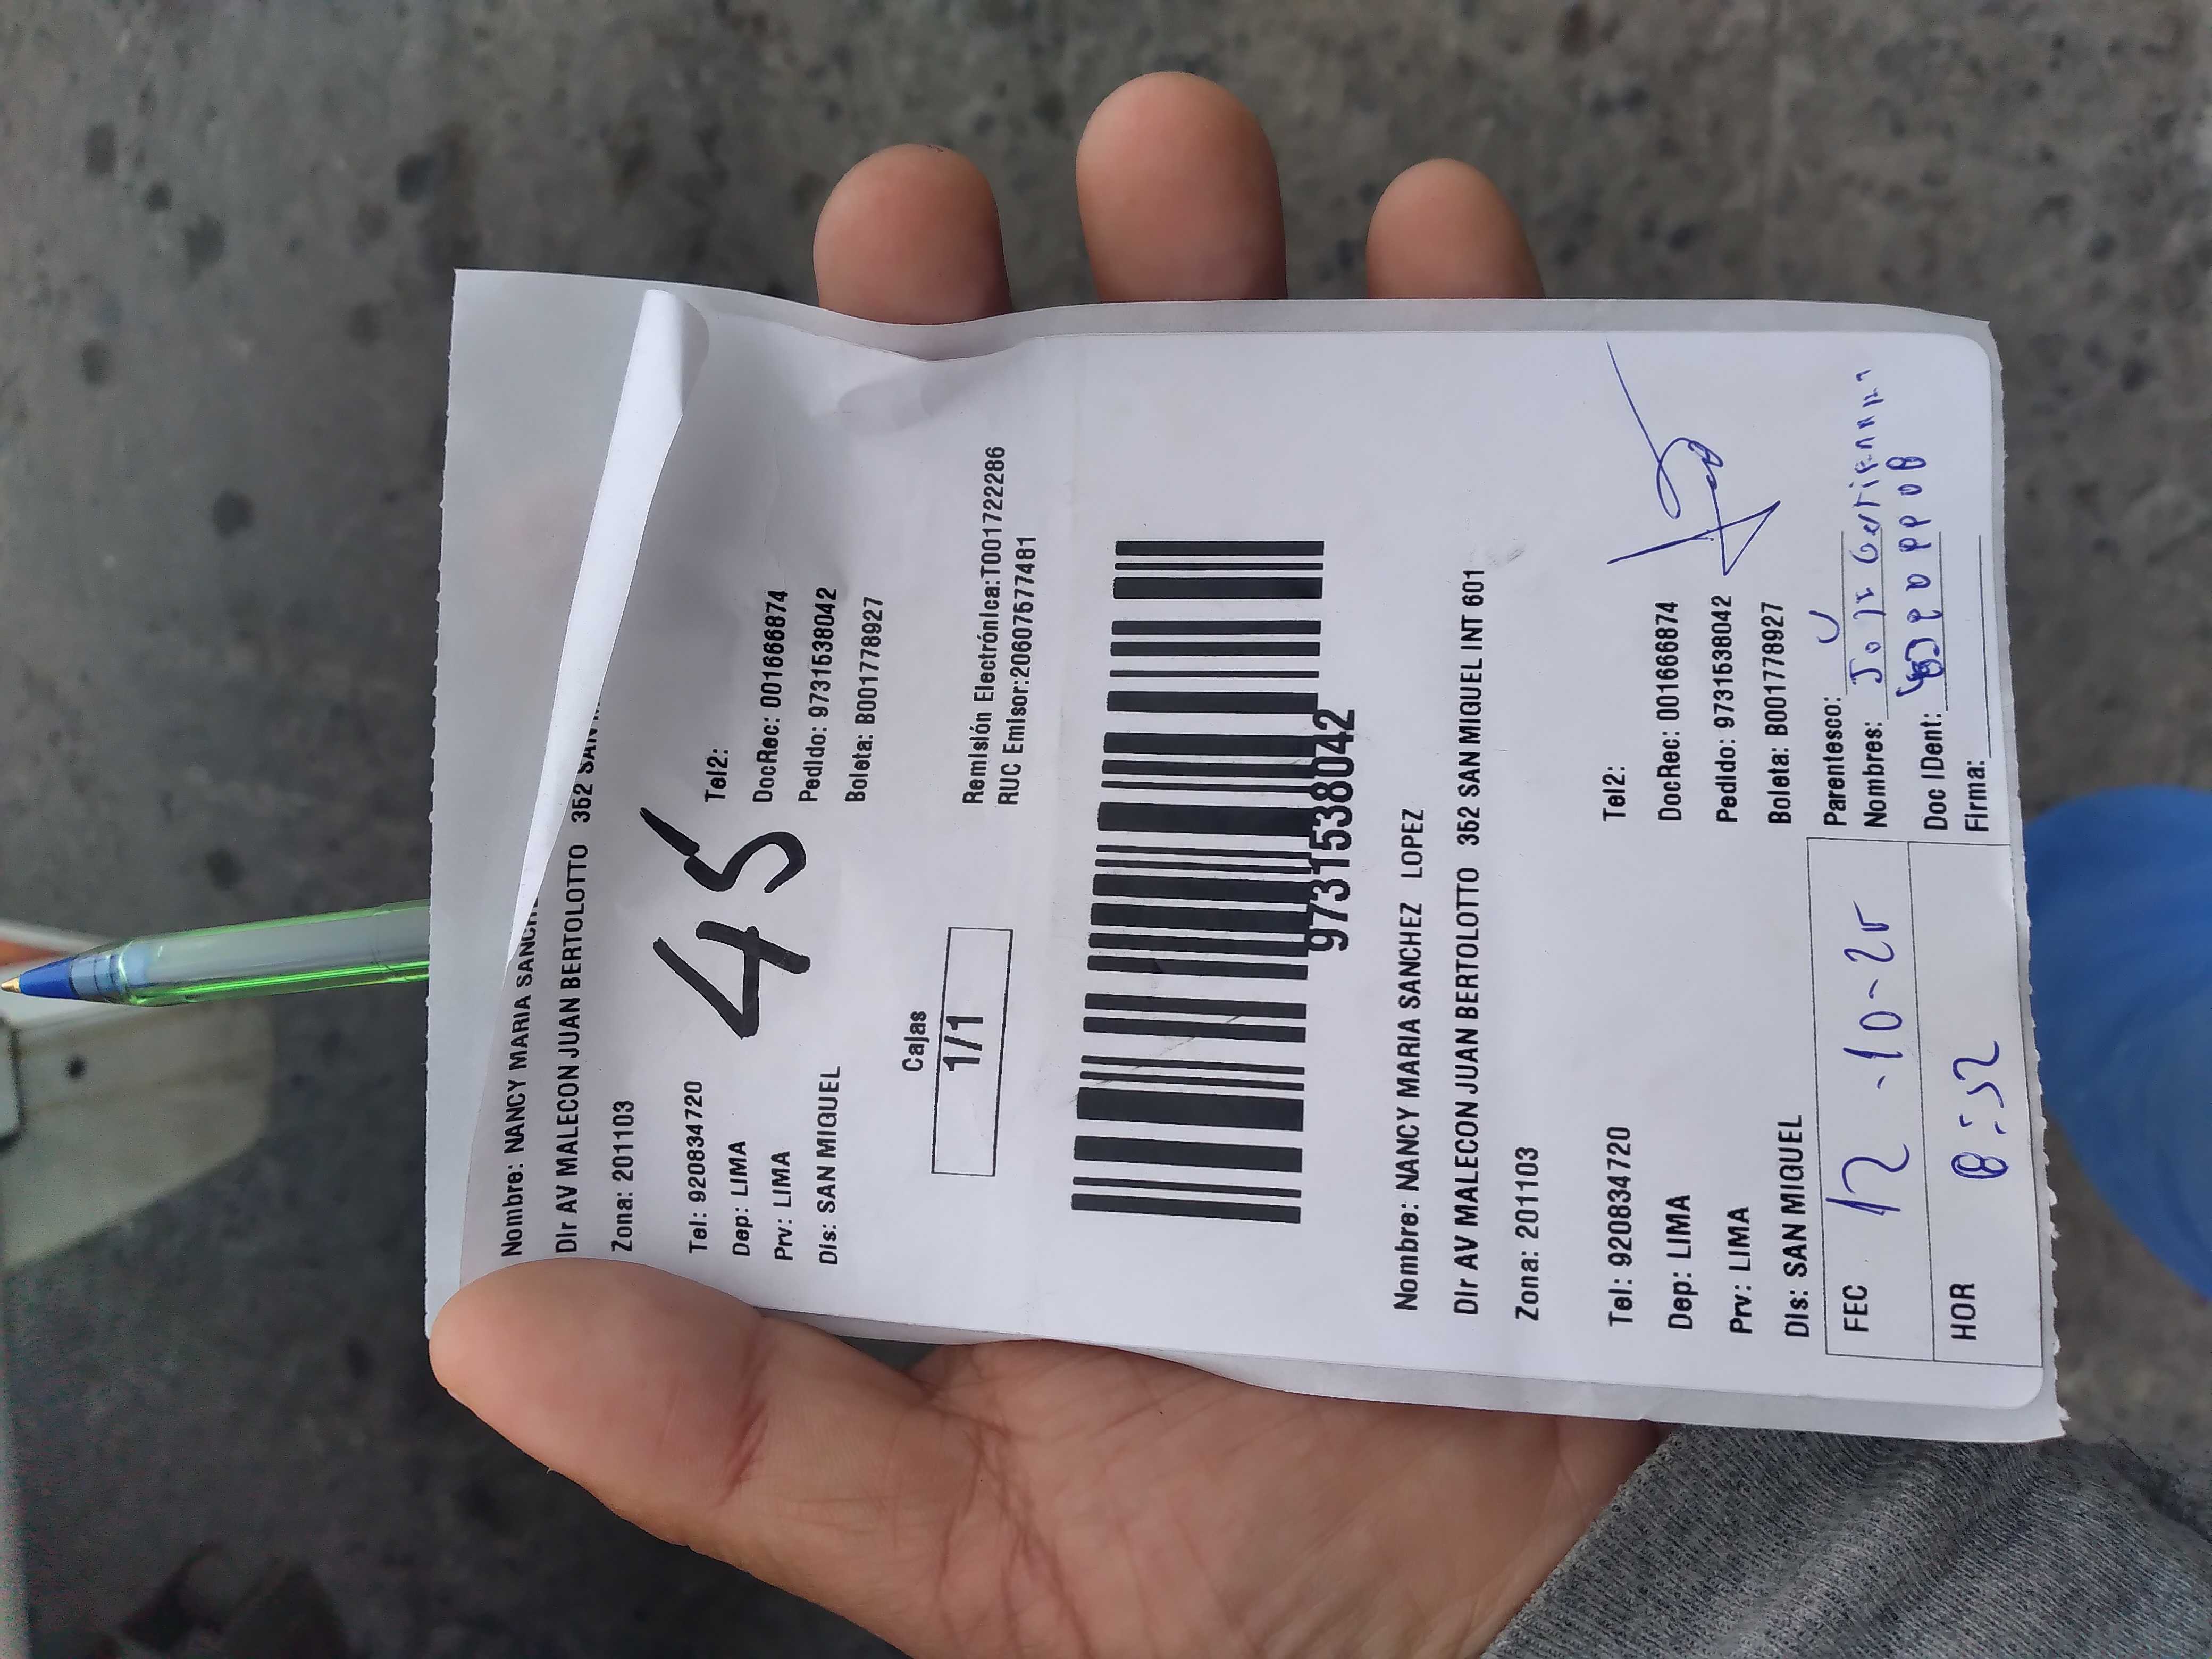 Nombre: NANCY MARIA SANCHE
DIr AV MALECON JUAN BERTOLOTTO 352 SAN
Zona: 201103
45
Tel: 920834720 Tel2:
Dep: LIMA DocRec: 001666874
Prv: LIMA PedIdo: 9731538042
DIs: SAN MIGUEL Boleta: B001778927
Cajas
1/1
RemIsIón ElectrónIca:T001722286
RUC EmIsor:20607577481
9731538042
Nombre: NANCY MARIA SANCHEZ LOPEZ
DIr AV MALECON JUAN BERTOLOTTO 352 SAN MIGUEL INT 601
Zona: 201103
Tel: 920834720 Tel2:
Dep: LIMA DocRec: 001666874
Prv: LIMA PedIdo: 9731538042
DIs: SAN MIGUEL Boleta: B001778927
FEC 12-10-25
HOR 8:52
Parentesco:
Nombres:
Doc IDent:
Firma: